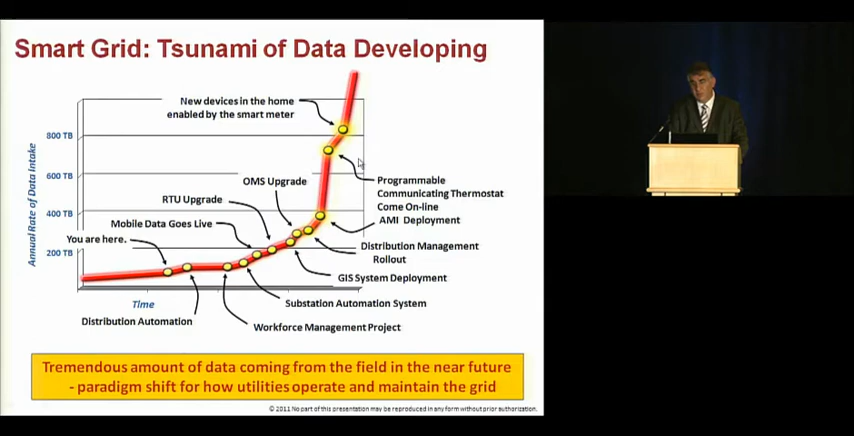 Smart Grid: Tsunami of Data Developing
New devices in the home
enabled by the smart meter
800 TB
600 TB
400 TB
200 TB
Annual Rate of Data Intake
OMS Upgrade
RTU Upgrade
Mobile Data Goes Live
You are here.
Programmable
Communicating Thermostat
Come On-line
AMI Deployment
Distribution Management
Rollout
GIS System Deployment
Substation Automation System
Time
Distribution Automation
Workforce Management Project
Tremendous amount of data coming from the field in the near future
- paradigm shift for how utilities operate and maintain the grid
© 2011 No part of this presentation may be reproduced in any form without prior authorization.